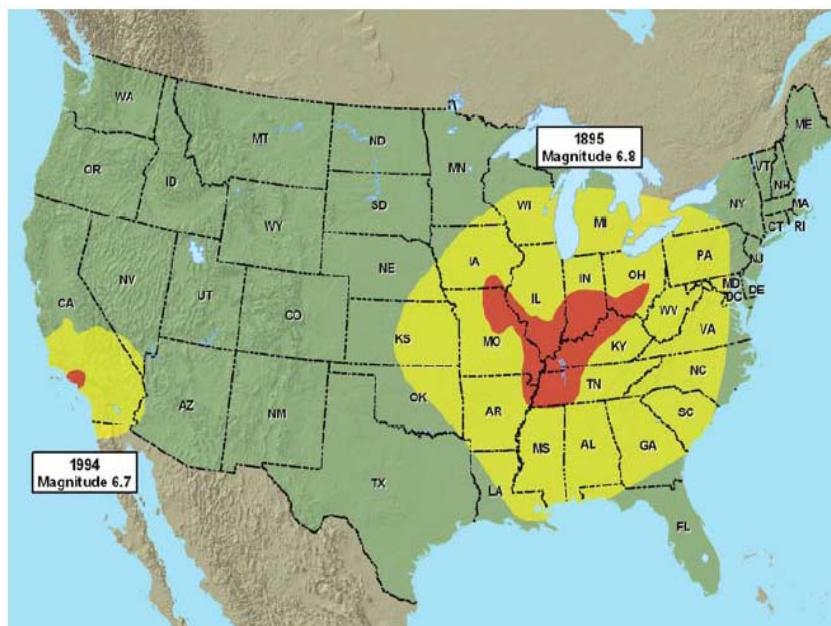 WA
MT
ND
MN
1895
Magnitude 6.8
ME
VT
NH
OR
ID
WY
SD
WI
MI
NY
MA
CT
RI
NV
UT
CO
NE
IA
IL
IN
OH
PA
NJ
MD
DE
DC
CA
KS
MO
WV
VA
KY
AZ
NM
OK
AR
TN
NC
SC
MS
AL
GA
1994
Magnitude 6.7
TX
LA
FL